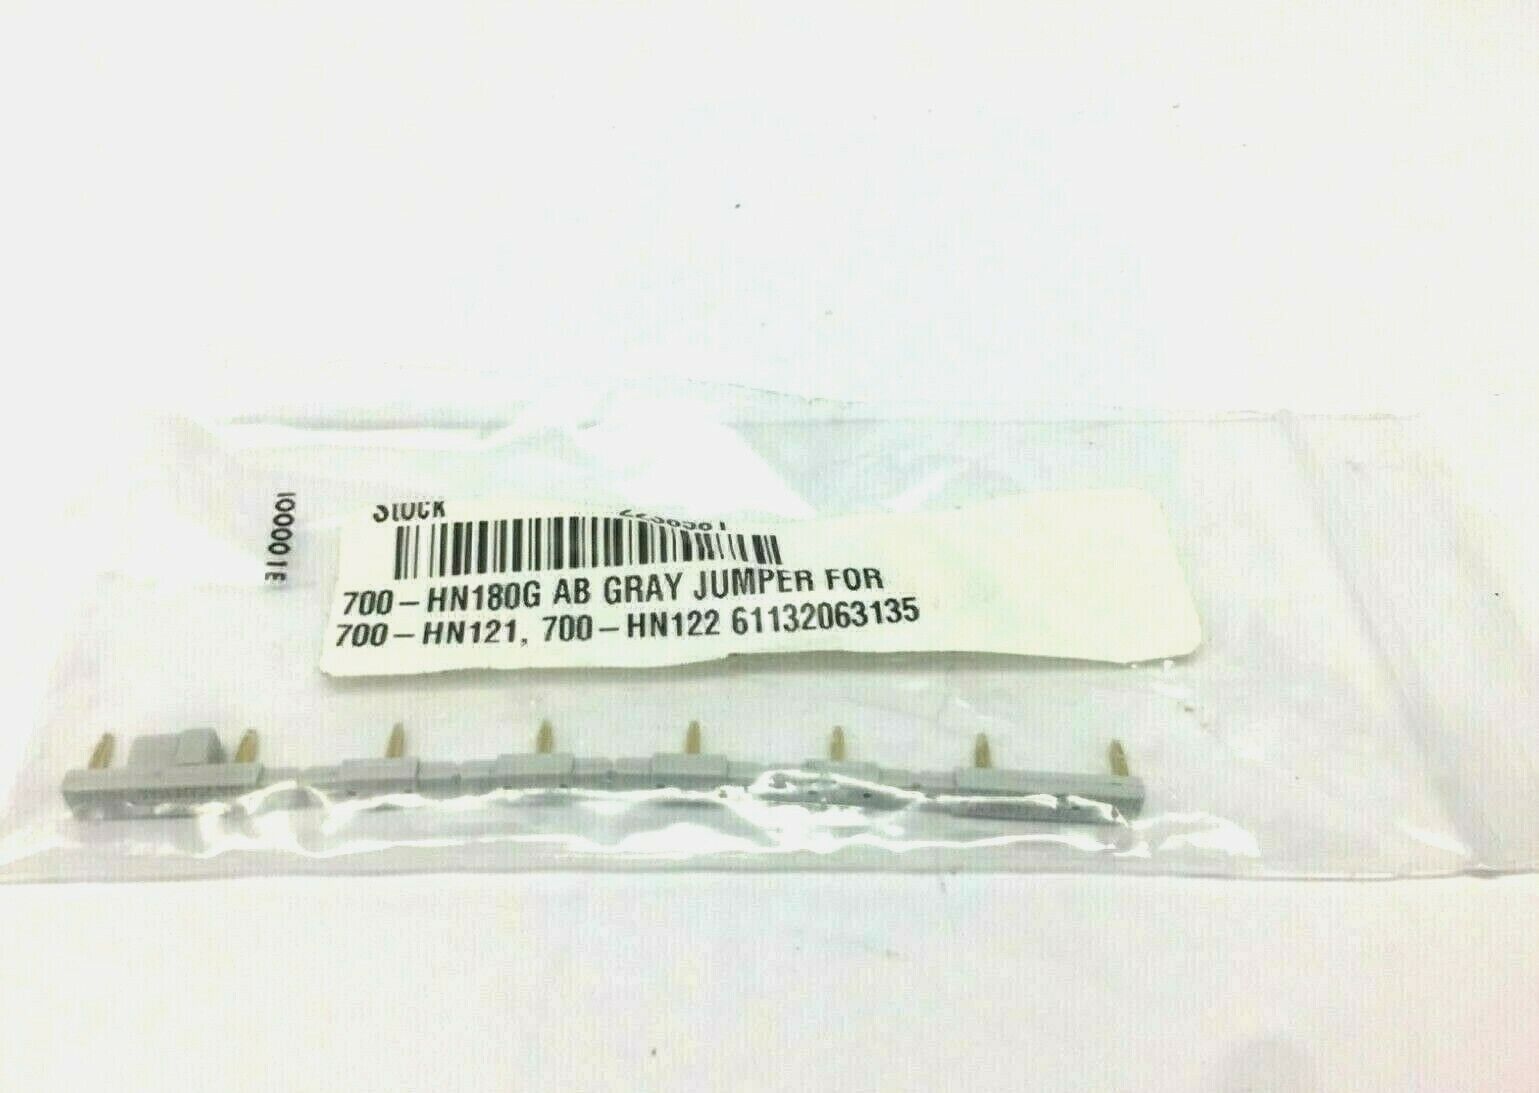 STOCK
700-HN180G AB GRAY JUMPER FOR
700-HN121, 700-HN122 61132063135